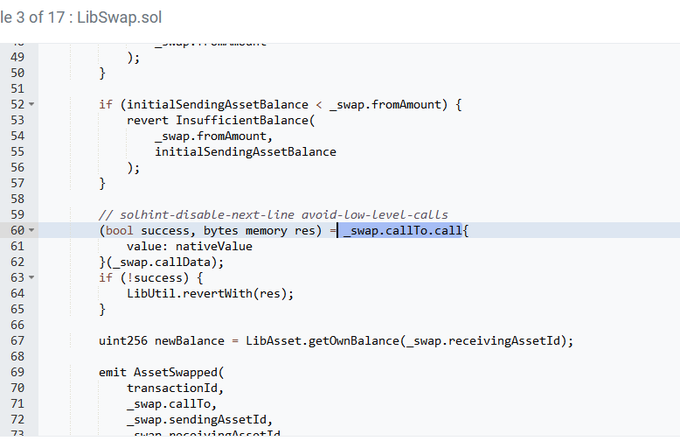 le 3 of 17 : LibSwap.sol
49 );
50 }
51
52 if (initialSendingAssetBalance < _swap.fromAmount) {
53 revert InsufficientBalance(
54 _swap.fromAmount,
55 initialSendingAssetBalance
56 );
57 }
58
59 // solhint-disable-next-line avoid-low-level-calls
60 (bool success, bytes memory res) = _swap.callTo.call{
61 value: nativeValue
62 }(_swap.callData);
63 if (!success) {
64 LibUtil.revertWith(res);
65 }
66
67 uint256 newBalance = LibAsset.getOwnBalance(_swap.receivingAssetId);
68
69 emit AssetSwapped(
70 transactionId,
71 _swap.callTo,
72 _swap.sendingAssetId,
73 _swap.receivingAssetId